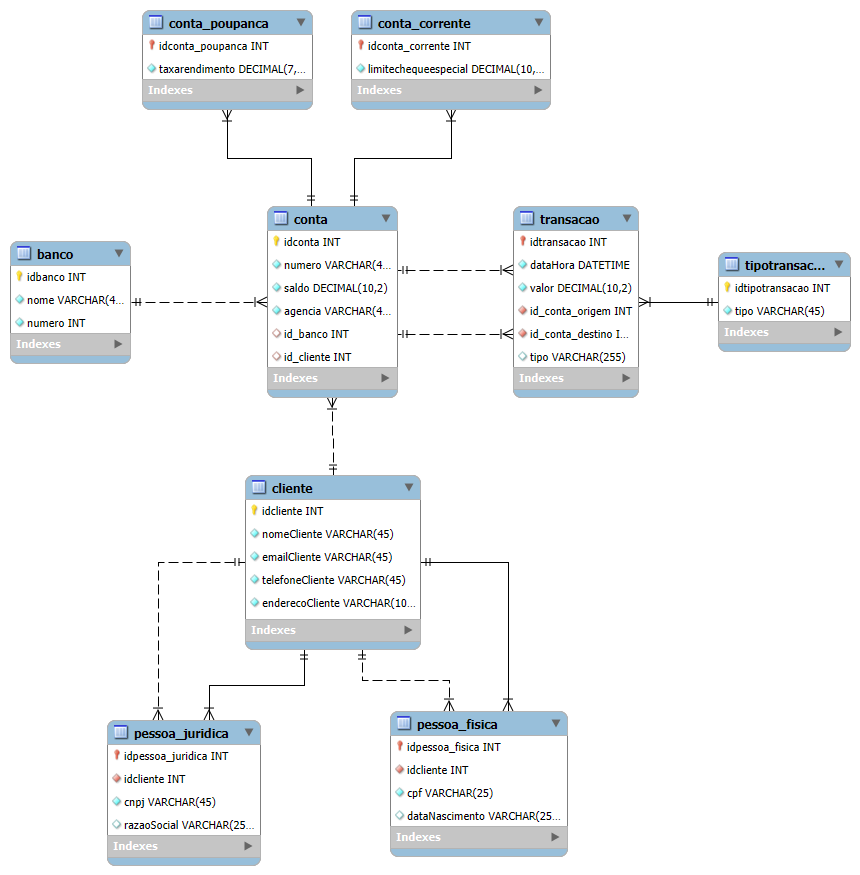 conta_poupanca
idconta_poupanca INT
taxarendimento DECIMAL(7,...
Indexes
conta_corrente
idconta_corrente INT
limitechequeespecial DECIMAL(10,...
Indexes
banco
idbanco INT
nome VARCHAR(4...
numero INT
Indexes
conta
idconta INT
numero VARCHAR(4...
saldo DECIMAL(10,2)
agencia VARCHAR(4...
id_banco INT
id_cliente INT
Indexes
transacao
idtransacao INT
dataHora DATETIME
valor DECIMAL(10,2)
id_conta_origem INT
id_conta_destino I...
tipo VARCHAR(255)
Indexes
tipotransac...
idtipotransacao INT
tipo VARCHAR(45)
Indexes
cliente
idcliente INT
nomeCliente VARCHAR(45)
emailCliente VARCHAR(45)
telefoneCliente VARCHAR(45)
enderecoCliente VARCHAR(10...
Indexes
pessoa_juridica
idpessoa_juridica INT
idcliente INT
cnpj VARCHAR(45)
razaoSocial VARCHAR(25...
Indexes
pessoa_fisica
idpessoa_fisica INT
idcliente INT
cpf VARCHAR(25)
dataNascimento VARCHAR(25...
Indexes